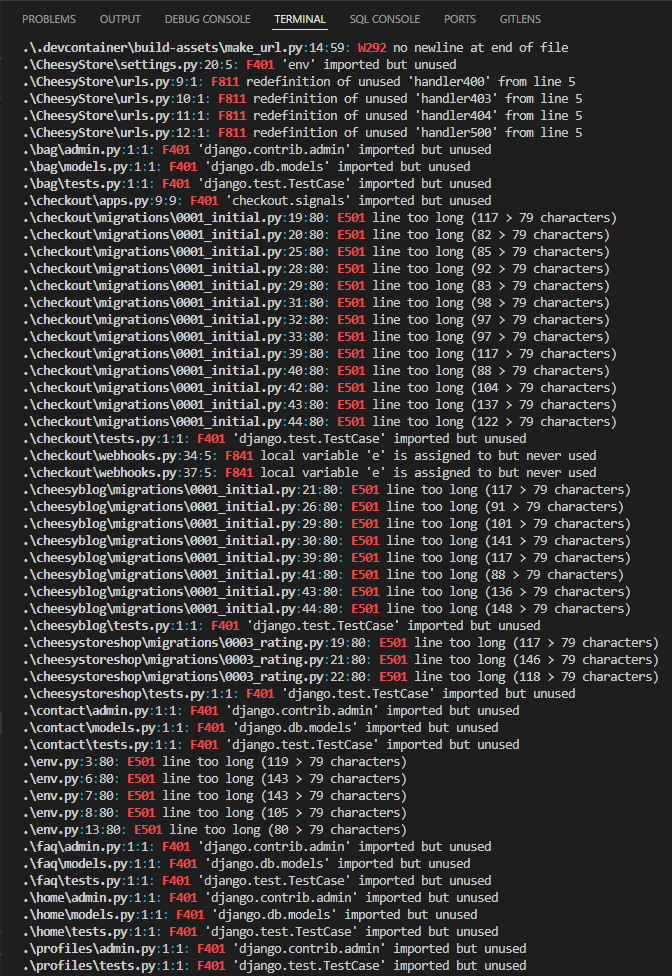 PROBLEMS OUTPUT DEBUG CONSOLE TERMINAL SQL CONSOLE PORTS GITLENS
.\.devcontainer\build-assets\make_url.py:14:59: W292 no newline at end of file
.\CheesyStore\settings.py:20:5: F401 'env' imported but unused
.\CheesyStore\urls.py:9:1: F811 redefinition of unused 'handler400' from line 5
.\CheesyStore\urls.py:10:1: F811 redefinition of unused 'handler403' from line 5
.\CheesyStore\urls.py:11:1: F811 redefinition of unused 'handler404' from line 5
.\CheesyStore\urls.py:12:1: F811 redefinition of unused 'handler500' from line 5
.\bag\admin.py:1:1: F401 'django.contrib.admin' imported but unused
.\bag\models.py:1:1: F401 'django.db.models' imported but unused
.\bag\tests.py:1:1: F401 'django.test.TestCase' imported but unused
.\checkout\apps.py:9:9: F401 'checkout.signals' imported but unused
.\checkout\migrations\0001_initial.py:19:80: E501 line too long (117 > 79 characters)
.\checkout\migrations\0001_initial.py:20:80: E501 line too long (82 > 79 characters)
.\checkout\migrations\0001_initial.py:25:80: E501 line too long (85 > 79 characters)
.\checkout\migrations\0001_initial.py:28:80: E501 line too long (92 > 79 characters)
.\checkout\migrations\0001_initial.py:29:80: E501 line too long (83 > 79 characters)
.\checkout\migrations\0001_initial.py:31:80: E501 line too long (98 > 79 characters)
.\checkout\migrations\0001_initial.py:32:80: E501 line too long (97 > 79 characters)
.\checkout\migrations\0001_initial.py:33:80: E501 line too long (97 > 79 characters)
.\checkout\migrations\0001_initial.py:39:80: E501 line too long (117 > 79 characters)
.\checkout\migrations\0001_initial.py:40:80: E501 line too long (88 > 79 characters)
.\checkout\migrations\0001_initial.py:42:80: E501 line too long (104 > 79 characters)
.\checkout\migrations\0001_initial.py:43:80: E501 line too long (137 > 79 characters)
.\checkout\migrations\0001_initial.py:44:80: E501 line too long (122 > 79 characters)
.\checkout\tests.py:1:1: F401 'django.test.TestCase' imported but unused
.\checkout\webhooks.py:34:5: F841 local variable 'e' is assigned to but never used
.\checkout\webhooks.py:37:5: F841 local variable 'e' is assigned to but never used
.\cheesyblog\migrations\0001_initial.py:21:80: E501 line too long (117 > 79 characters)
.\cheesyblog\migrations\0001_initial.py:26:80: E501 line too long (91 > 79 characters)
.\cheesyblog\migrations\0001_initial.py:29:80: E501 line too long (101 > 79 characters)
.\cheesyblog\migrations\0001_initial.py:30:80: E501 line too long (141 > 79 characters)
.\cheesyblog\migrations\0001_initial.py:39:80: E501 line too long (117 > 79 characters)
.\cheesyblog\migrations\0001_initial.py:41:80: E501 line too long (88 > 79 characters)
.\cheesyblog\migrations\0001_initial.py:43:80: E501 line too long (136 > 79 characters)
.\cheesyblog\migrations\0001_initial.py:44:80: E501 line too long (148 > 79 characters)
.\cheesyblog\tests.py:1:1: F401 'django.test.TestCase' imported but unused
.\cheesystoreshop\migrations\0003_rating.py:19:80: E501 line too long (117 > 79 characters)
.\cheesystoreshop\migrations\0003_rating.py:21:80: E501 line too long (146 > 79 characters)
.\cheesystoreshop\migrations\0003_rating.py:22:80: E501 line too long (118 > 79 characters)
.\cheesystoreshop\tests.py:1:1: F401 'django.test.TestCase' imported but unused
.\contact\admin.py:1:1: F401 'django.contrib.admin' imported but unused
.\contact\models.py:1:1: F401 'django.db.models' imported but unused
.\contact\tests.py:1:1: F401 'django.test.TestCase' imported but unused
.\env.py:3:80: E501 line too long (119 > 79 characters)
.\env.py:6:80: E501 line too long (143 > 79 characters)
.\env.py:7:80: E501 line too long (143 > 79 characters)
.\env.py:8:80: E501 line too long (105 > 79 characters)
.\env.py:13:80: E501 line too long (80 > 79 characters)
.\faq\admin.py:1:1: F401 'django.contrib.admin' imported but unused
.\faq\models.py:1:1: F401 'django.db.models' imported but unused
.\faq\tests.py:1:1: F401 'django.test.TestCase' imported but unused
.\home\admin.py:1:1: F401 'django.contrib.admin' imported but unused
.\home\models.py:1:1: F401 'django.db.models' imported but unused
.\home\tests.py:1:1: F401 'django.test.TestCase' imported but unused
.\profiles\admin.py:1:1: F401 'django.contrib.admin' imported but unused
.\profiles\tests.py:1:1: F401 'django.test.TestCase' imported but unused